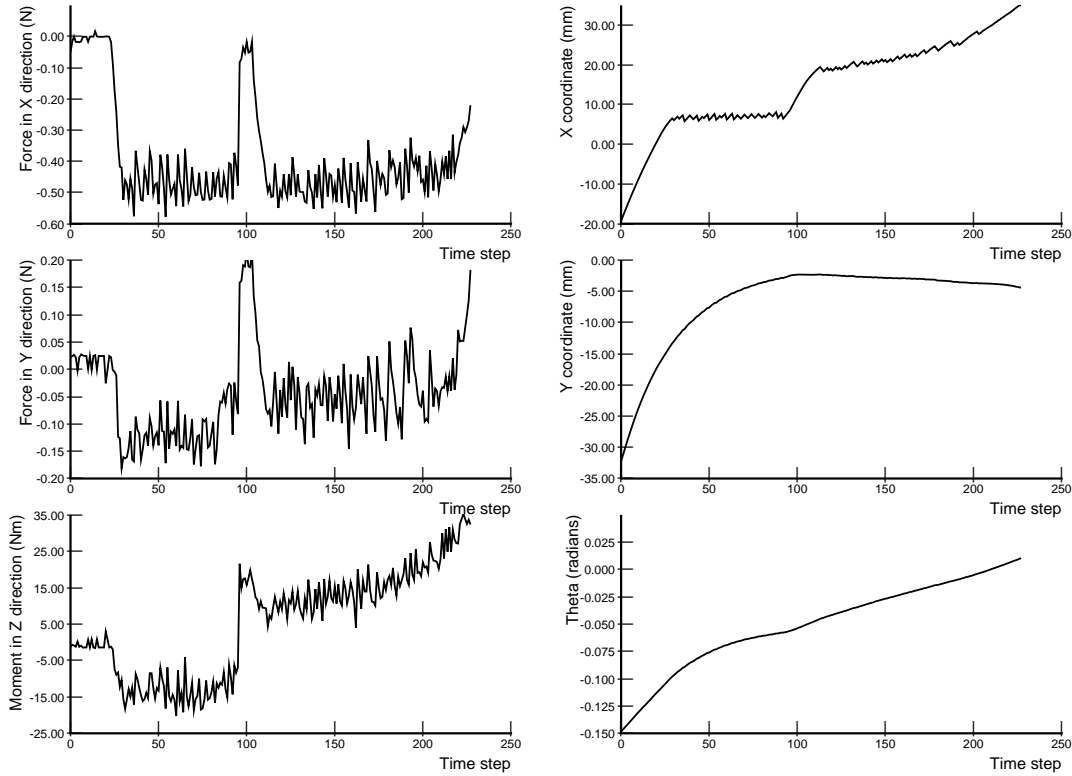 Force in X direction (N)
0.00
-0.10
-0.20
-0.30
-0.40
-0.50
-0.60
0 50 100 150 200 250
Time step
X coordinate (mm)
30.00
20.00
10.00
0.00
-10.00
-20.00
0 50 100 150 200 250
Time step
Force in Y direction (N)
0.20
0.15
0.10
0.05
0.00
-0.05
-0.10
-0.15
-0.20
0 50 100 150 200 250
Time step
Y coordinate (mm)
0.00
-5.00
-10.00
-15.00
-20.00
-25.00
-30.00
-35.00
0 50 100 150 200 250
Time step
Moment in Z direction (Nm)
35.00
25.00
15.00
5.00
-5.00
-15.00
-25.00
0 50 100 150 200 250
Time step
Theta (radians)
0.025
0.000
-0.025
-0.050
-0.075
-0.100
-0.125
-0.150
0 50 100 150 200 250
Time step